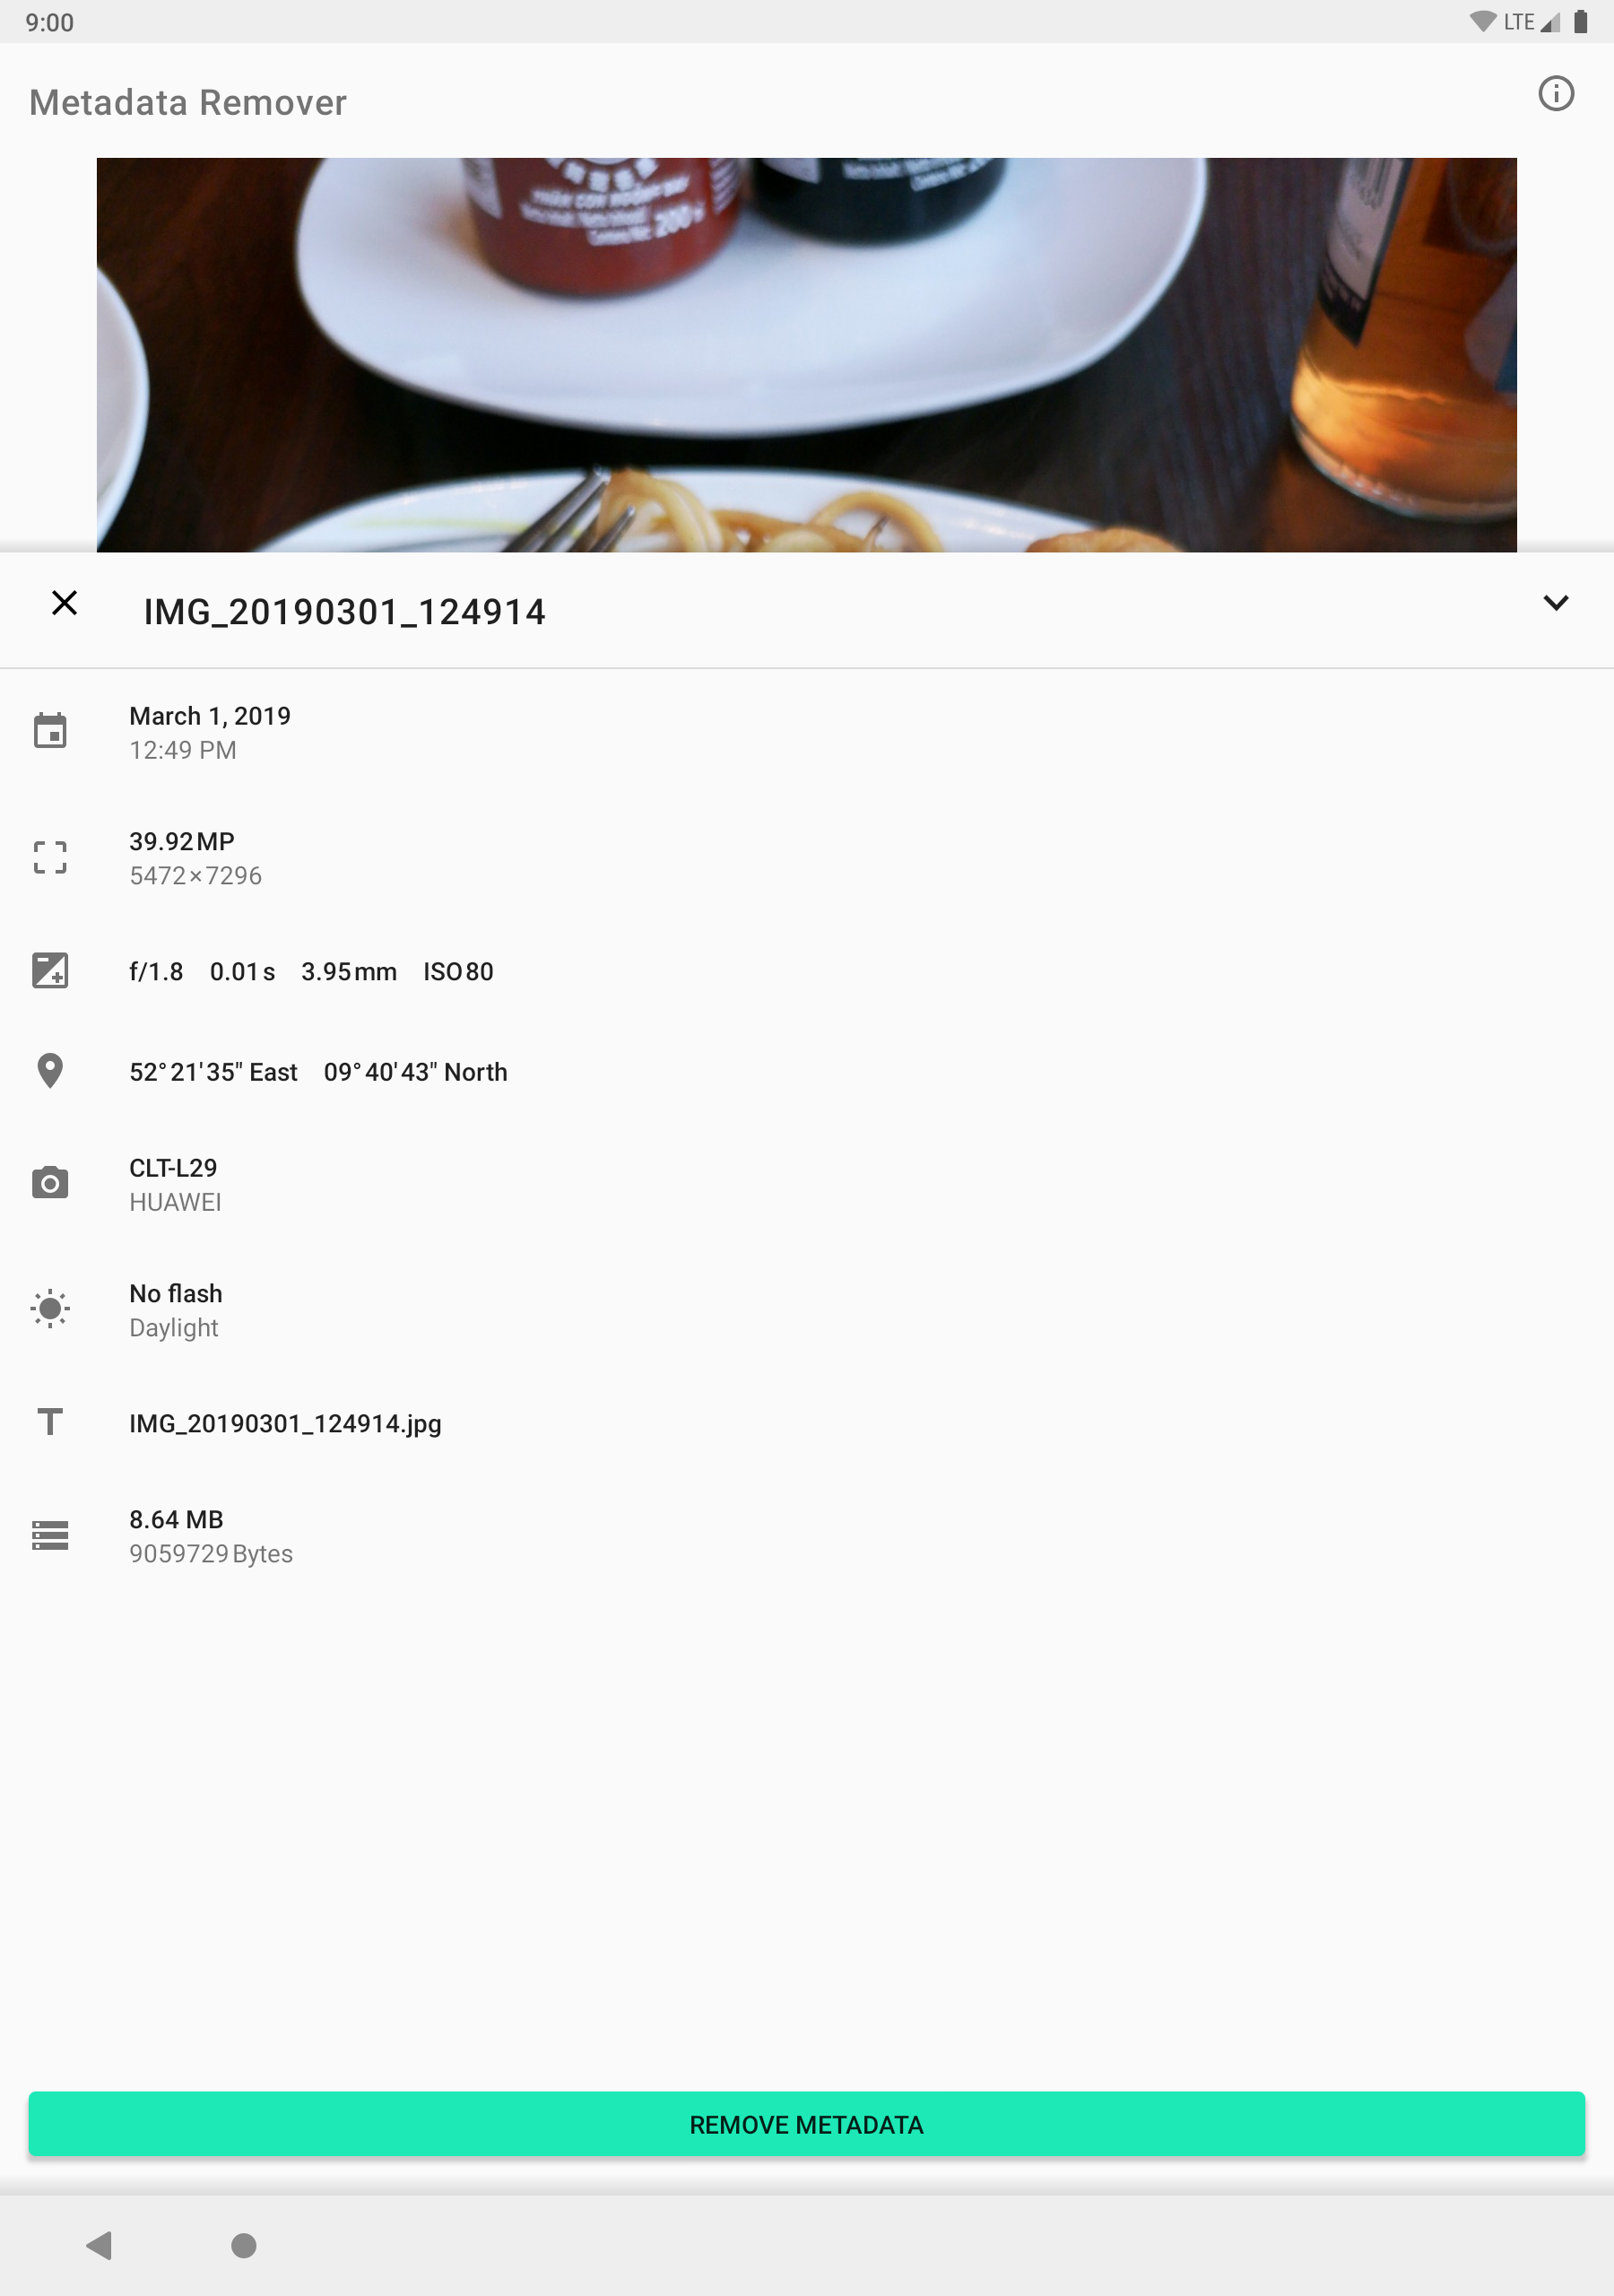 9:00 LTE
Metadata Remover
200
IMG_20190301_124914
March 1, 2019
12:49 PM
39.92 MP
5472×7296
f/1.8 0.01 s 3.95 mm ISO 80
52° 21' 35" East 09° 40' 43" North
CLT-L29
HUAWEI
No flash
Daylight
IMG_20190301_124914.jpg
8.64 MB
9059729 Bytes
REMOVE METADATA